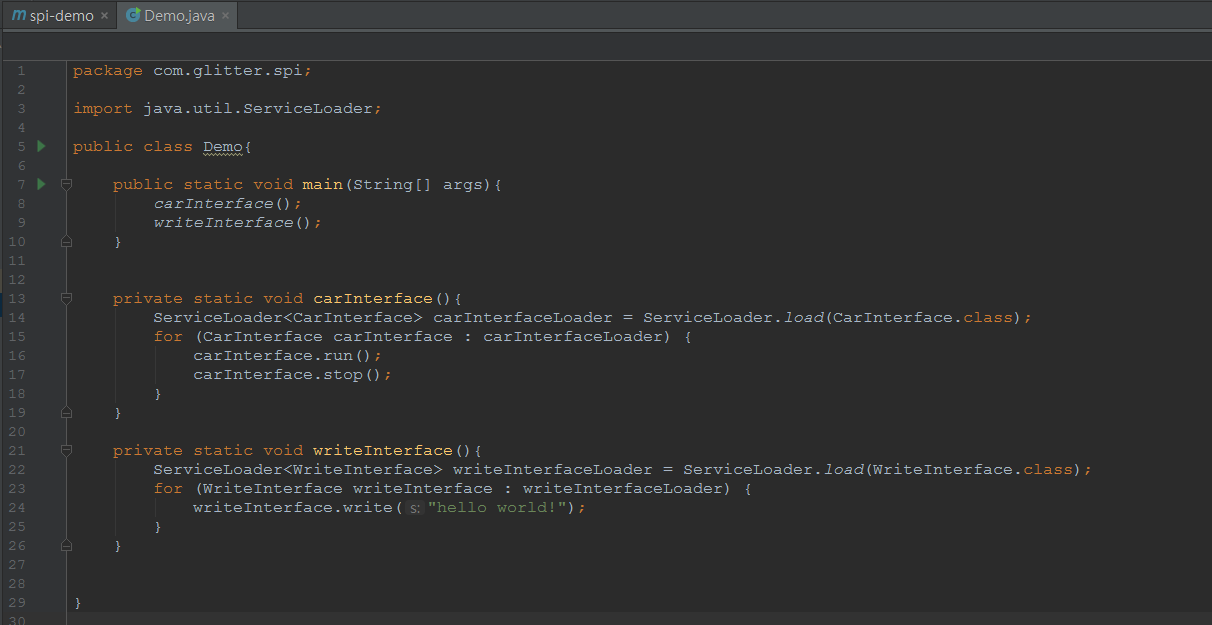 m spi-demo × C Demo.java ×
1 package com.glitter.spi;
2
3 import java.util.ServiceLoader;
4
5 public class Demo{
6
7 public static void main(String[] args){
8 carInterface();
9 writeInterface();
10 }
11
12
13 private static void carInterface(){
14 ServiceLoader<CarInterface> carInterfaceLoader = ServiceLoader.load(CarInterface.class);
15 for (CarInterface carInterface : carInterfaceLoader) {
16 carInterface.run();
17 carInterface.stop();
18 }
19 }
20
21 private static void writeInterface(){
22 ServiceLoader<WriteInterface> writeInterfaceLoader = ServiceLoader.load(WriteInterface.class);
23 for (WriteInterface writeInterface : writeInterfaceLoader) {
24 writeInterface.write( s: "hello world!");
25 }
26 }
27
28
29 }
30